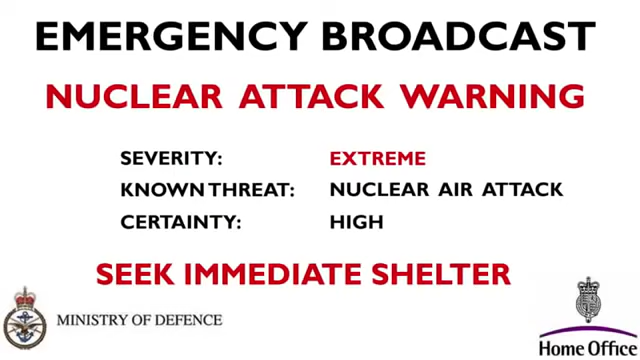 EMERGENCY BROADCAST
NUCLEAR ATTACK WARNING
SEVERITY: EXTREME
KNOWN THREAT: NUCLEAR AIR ATTACK
CERTAINTY: HIGH
SEEK IMMEDIATE SHELTER
MINISTRY OF DEFENCE
Home Office